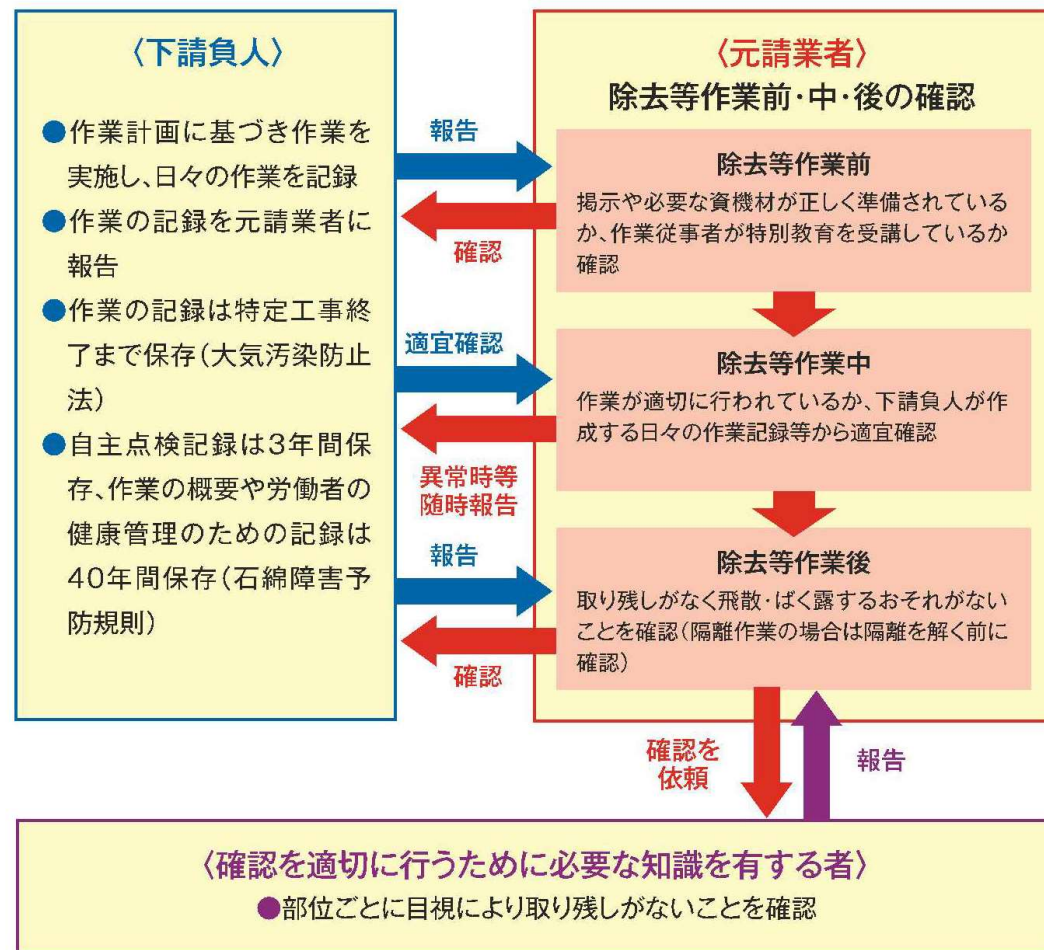 〈下請負人〉
●作業計画に基づき作業を
実施し、日々の作業を記録
●作業の記録を元請業者に
報告
●作業の記録は特定工事終
了まで保存(大気汚染防止
法)
●自主点検記録は3年間保
存、作業の概要や労働者の
健康管理のための記録は
40年間保存(石綿障害予
防規則)
報告
確認
適宜確認
異常時等
随時報告
報告
確認
〈元請業者〉
除去等作業前・中・後の確認
除去等作業前
掲示や必要な資機材が正しく準備されている
か、作業従事者が特別教育を受講しているか
確認
除去等作業中
作業が適切に行われているか、下請負人が作
成する日々の作業記録等から適宜確認
除去等作業後
取り残しがなく飛散・ばく露するおそれがない
ことを確認(隔離作業の場合は隔離を解く前に
確認)
確認を
依頼
報告
〈確認を適切に行うために必要な知識を有する者〉
●部位ごとに目視により取り残しがないことを確認